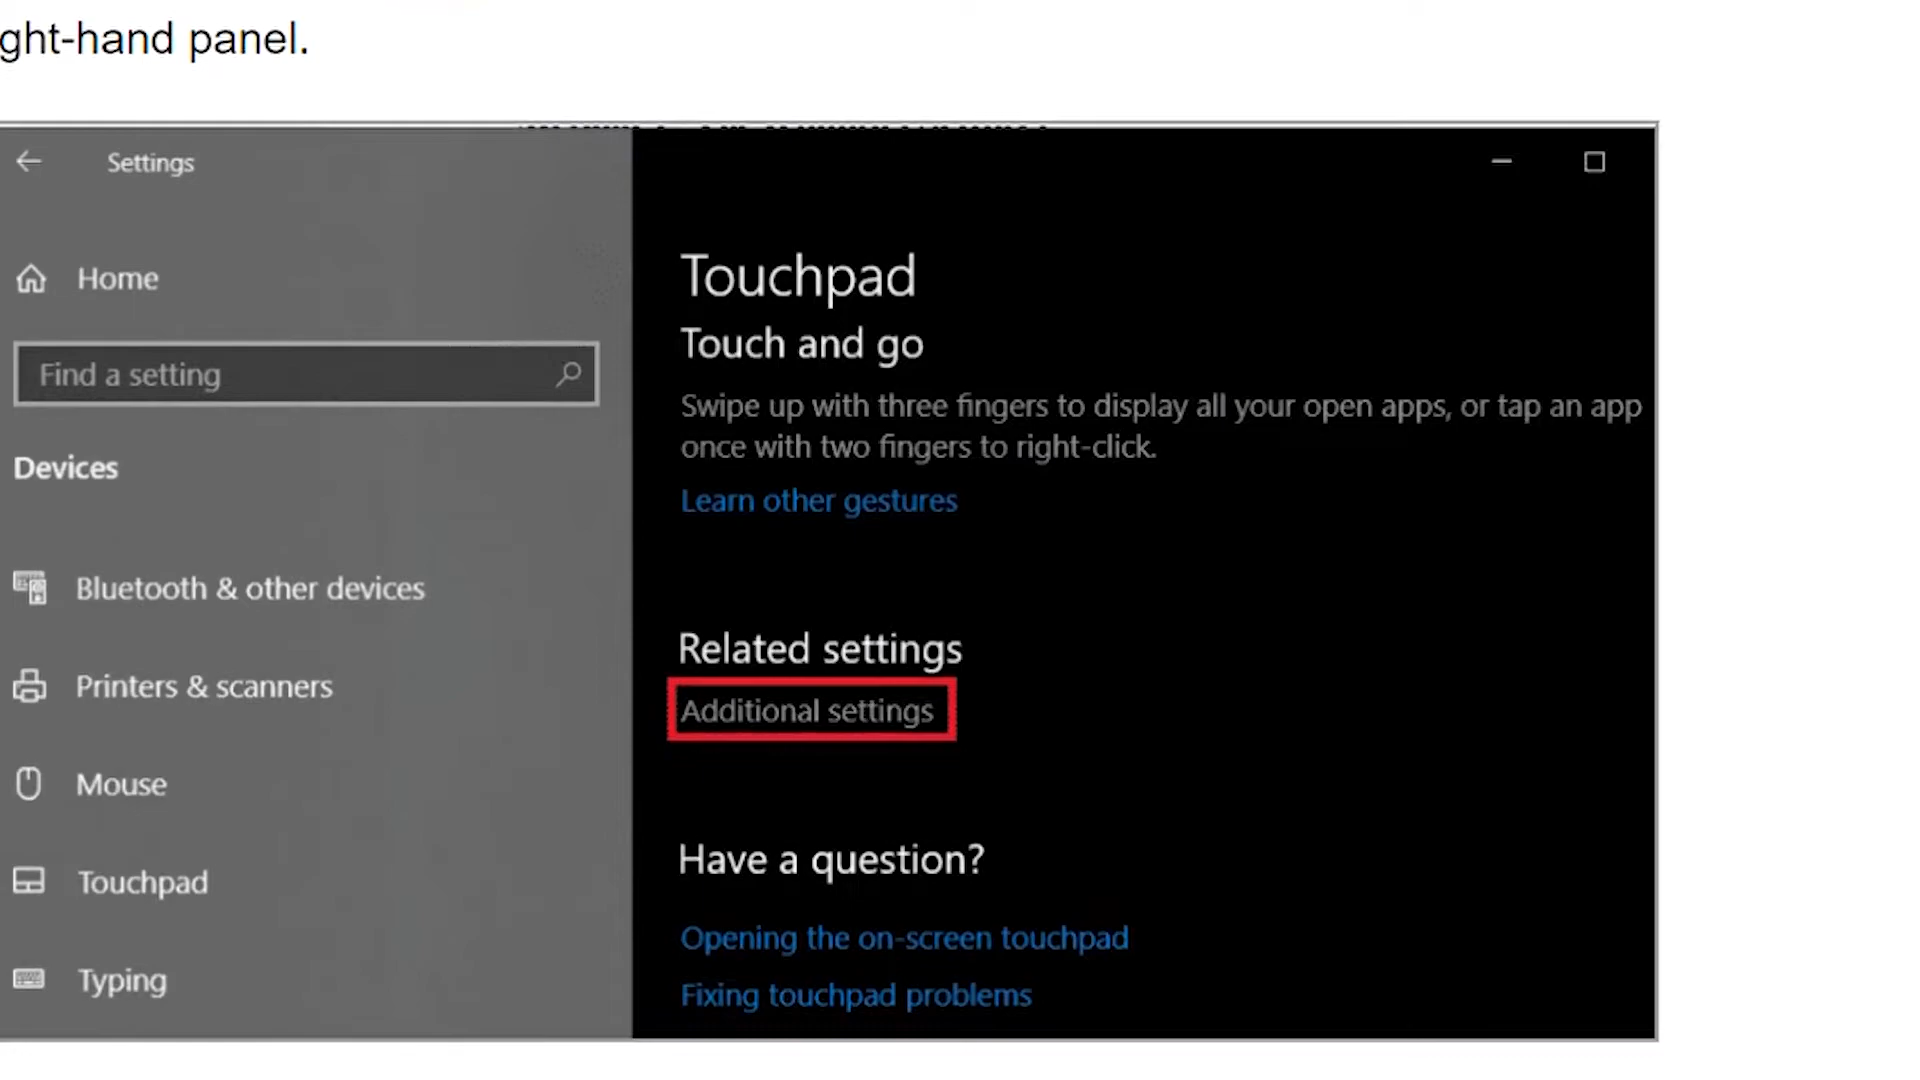 ght-hand panel.
Settings
Home
Find a setting
Devices
Bluetooth & other devices
Printers & scanners
Mouse
Touchpad
Typing
Touchpad
Touch and go
Swipe up with three fingers to display all your open apps, or tap an app
once with two fingers to right-click.
Learn other gestures
Related settings
Additional settings
Have a question?
Opening the on-screen touchpad
Fixing touchpad problems